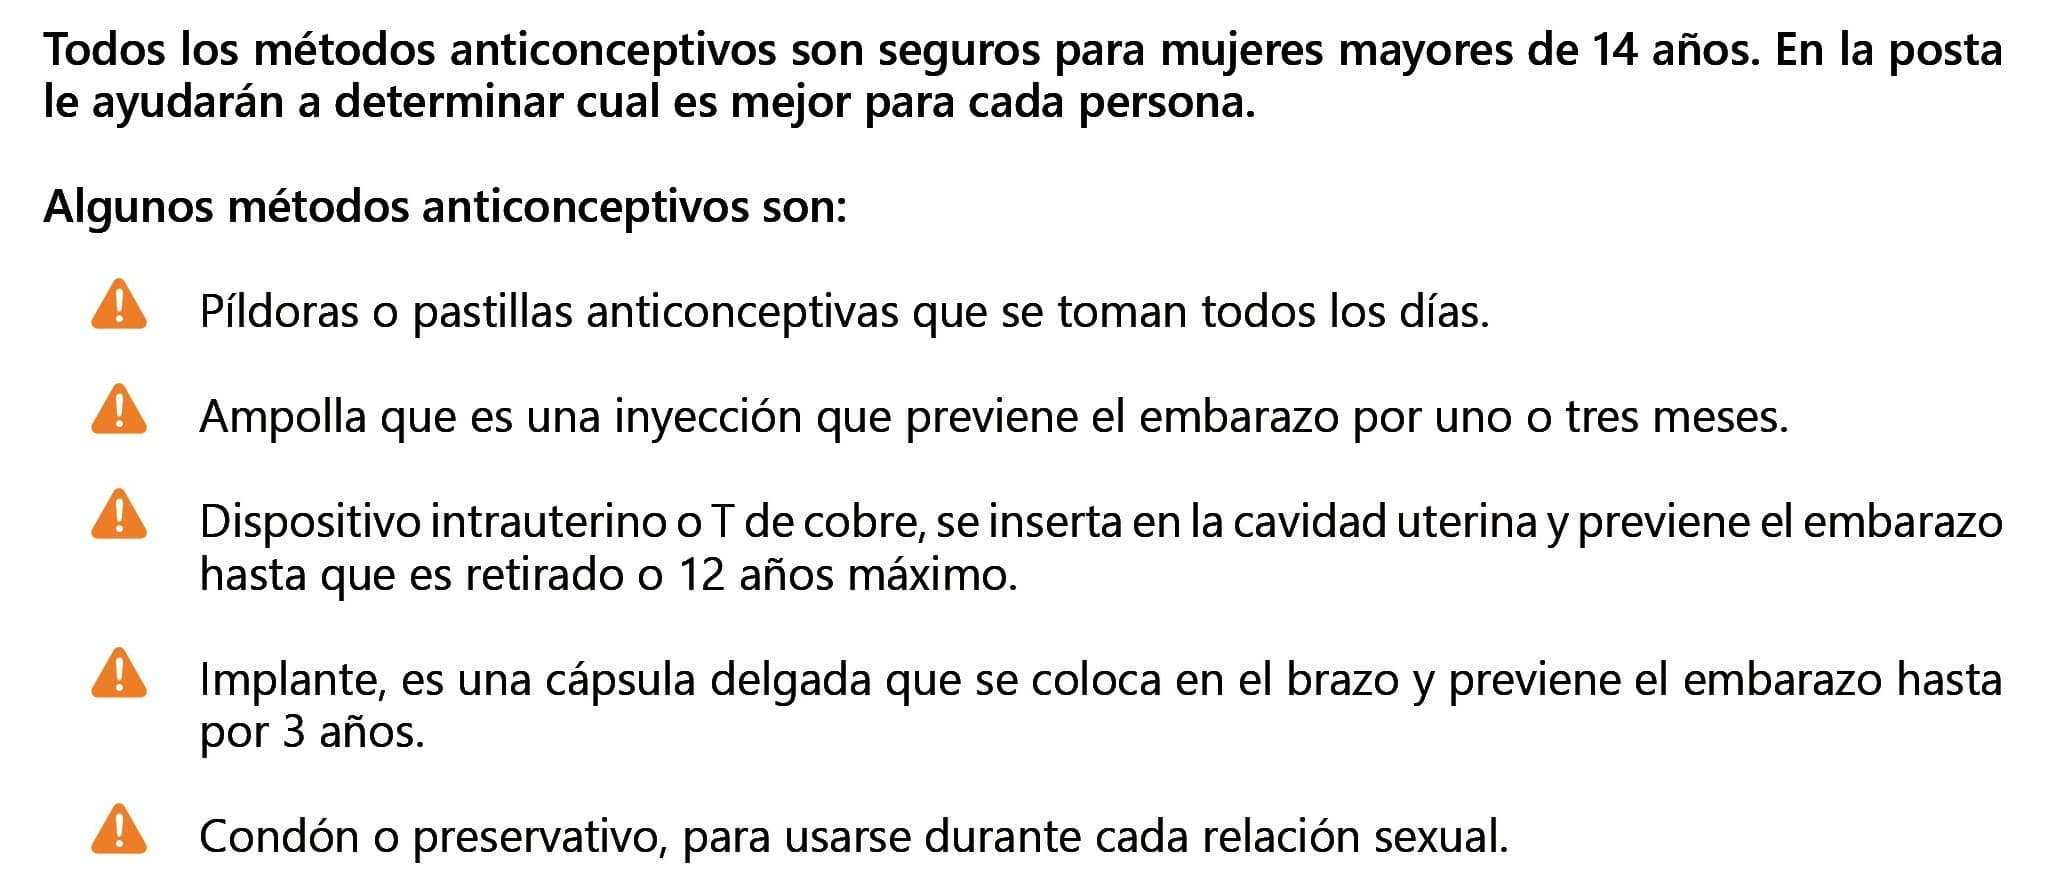 Todos los métodos anticonceptivos son seguros para mujeres mayores de 14 años. En la posta
le ayudarán a determinar cual es mejor para cada persona.
Algunos métodos anticonceptivos son:
Píldoras o pastillas anticonceptivas que se toman todos los días.
Ampolla que es una inyección que previene el embarazo por uno o tres meses.
Dispositivo intrauterino o T de cobre, se inserta en la cavidad uterina y previene el embarazo
hasta que es retirado o 12 años máximo.
Implante, es una cápsula delgada que se coloca en el brazo y previene el embarazo hasta
por 3 años.
Condón o preservativo, para usarse durante cada relación sexual.